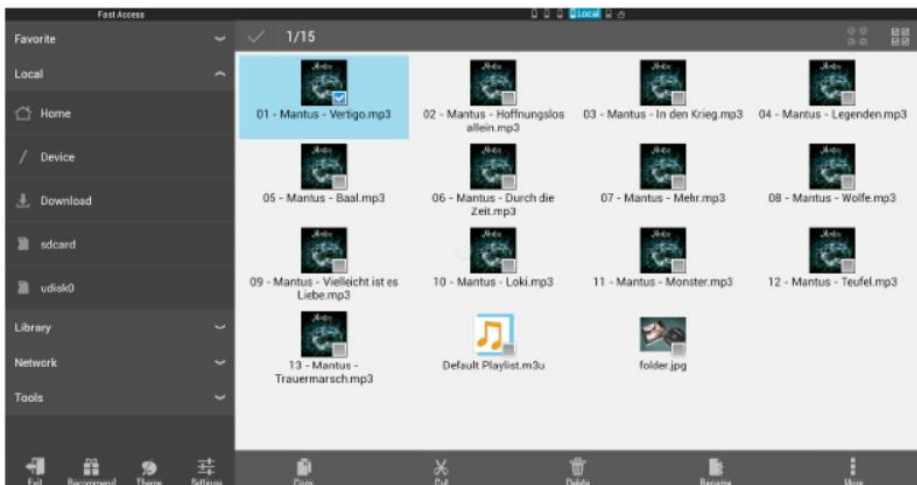 Fast Access
Local
Favorite
1/15
Local
Home
Device
Download
sdcard
udisk0
Library
Network
Tools
01 - Mantus - Vertigo.mp3
02 - Mantus - Hoffnungslos
allein.mp3
03 - Mantus - In den Krieg.mp3
04 - Mantus - Legenden.mp3
05 - Mantus - Baal.mp3
06 - Mantus - Durch die
Zeit.mp3
07 - Mantus - Mehr.mp3
08 - Mantus - Wolfe.mp3
09 - Mantus - Vielleicht ist es
Liebe.mp3
10 - Mantus - Loki.mp3
11 - Mantus - Monster.mp3
12 - Mantus - Teufel.mp3
13 - Mantus -
Trauermarsch.mp3
Default Playlist.m3u
folder.jpg
Exit
Recommend
Theme
Settings
Copy
Cut
Delete
Rename
More